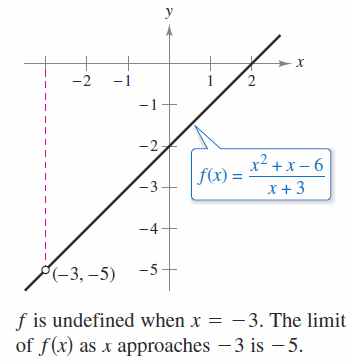 y
x
-2 -1 1 2
-1
-2
f(x) = x² + x − 6 / x + 3
-3
-4
(−3, −5) -5
f is undefined when x = −3. The limit
of f(x) as x approaches −3 is −5.